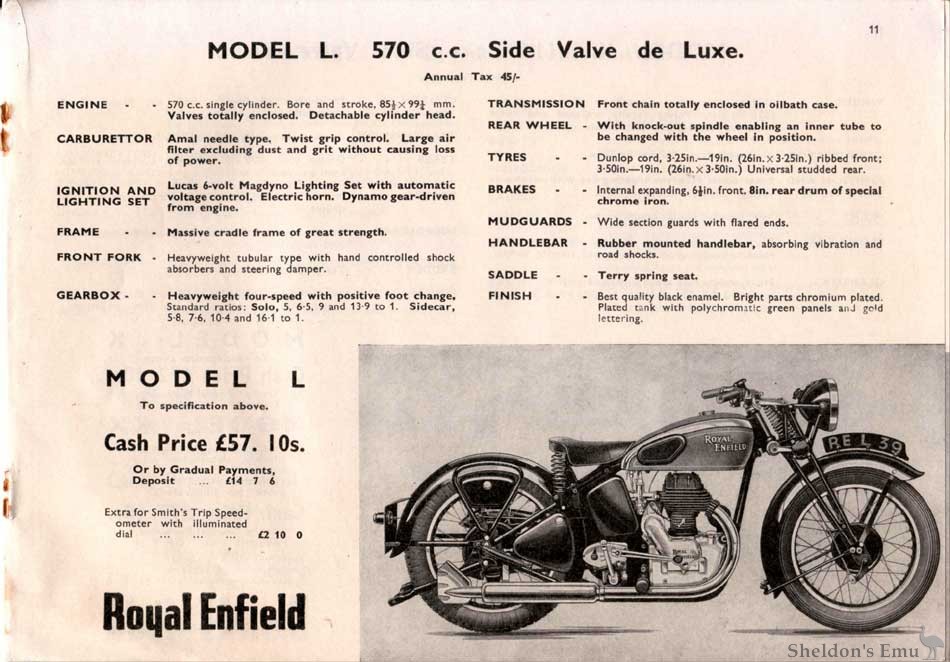 11
MODEL L. 570 c.c. Side Valve de Luxe.
Annual Tax 45/-
ENGINE - - 570 c.c. single cylinder. Bore and stroke, 85½×99¼ mm.
Valves totally enclosed. Detachable cylinder head.
CARBURETTOR Amal needle type. Twist grip control. Large air
filter excluding dust and grit without causing loss
of power.
IGNITION AND
LIGHTING SET
Lucas 6-volt Magdyno Lighting Set with automatic
voltage control. Electric horn. Dynamo gear-driven
from engine.
FRAME - - Massive cradle frame of great strength.
FRONT FORK - Heavyweight tubular type with hand controlled shock
absorbers and steering damper.
GEARBOX - - Heavyweight four-speed with positive foot change.
Standard ratios: Solo, 5, 6·5, 9 and 13·9 to 1. Sidecar,
5·8, 7·6, 10·4 and 16·1 to 1.
TRANSMISSION Front chain totally enclosed in oilbath case.
REAR WHEEL - With knock-out spindle enabling an inner tube to
be changed with the wheel in position.
TYRES - - Dunlop cord, 3·25in.—19in. (26in.×3·25in.) ribbed front;
3·50in.—19in. (26in.×3·50in.) Universal studded rear.
BRAKES - - Internal expanding, 6½in. front. 8in. rear drum of special
chrome iron.
MUDGUARDS - Wide section guards with flared ends.
HANDLEBAR - Rubber mounted handlebar, absorbing vibration and
road shocks.
SADDLE - - Terry spring seat.
FINISH - - Best quality black enamel. Bright parts chromium plated.
Plated tank with polychromatic green panels and gold
lettering.
MODEL L
To specification above.
Cash Price £57. 10s.
Or by Gradual Payments,
Deposit ... £14 7 6
Extra for Smith's Trip Speed-
ometer with illuminated
dial ... ... ... £2 10 0
Royal Enfield
ROYAL
ENFIELD
RE L 39
ROYAL ENFIELD
Sheldon's Emu